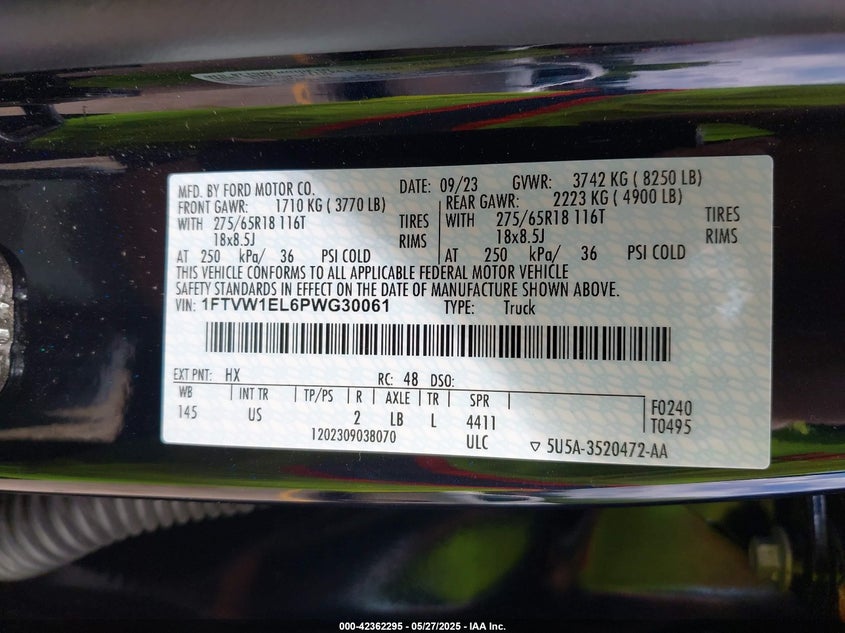 MFD. BY FORD MOTOR CO. DATE: 09/23 GVWR: 3742 KG ( 8250 LB)
FRONT GAWR: 1710 KG ( 3770 LB) REAR GAWR: 2223 KG ( 4900 LB)
WITH 275/65R18 116T TIRES WITH 275/65R18 116T TIRES
18x8.5J RIMS 18x8.5J RIMS
AT 250 kPa/ 36 PSI COLD AT 250 kPa/ 36 PSI COLD
THIS VEHICLE CONFORMS TO ALL APPLICABLE FEDERAL MOTOR VEHICLE
SAFETY STANDARDS IN EFFECT ON THE DATE OF MANUFACTURE SHOWN ABOVE.
VIN: 1FTVW1EL6PWG30061 TYPE: Truck
EXT PNT: HX RC: 48 DSO:
WB INT TR TP/PS R AXLE TR SPR
145 US 2 LB L 4411 F0240
1202309038070 ULC ▽ 5U5A-3520472-AA T0495
000-42362295 - 05/27/2025 - IAA Inc.